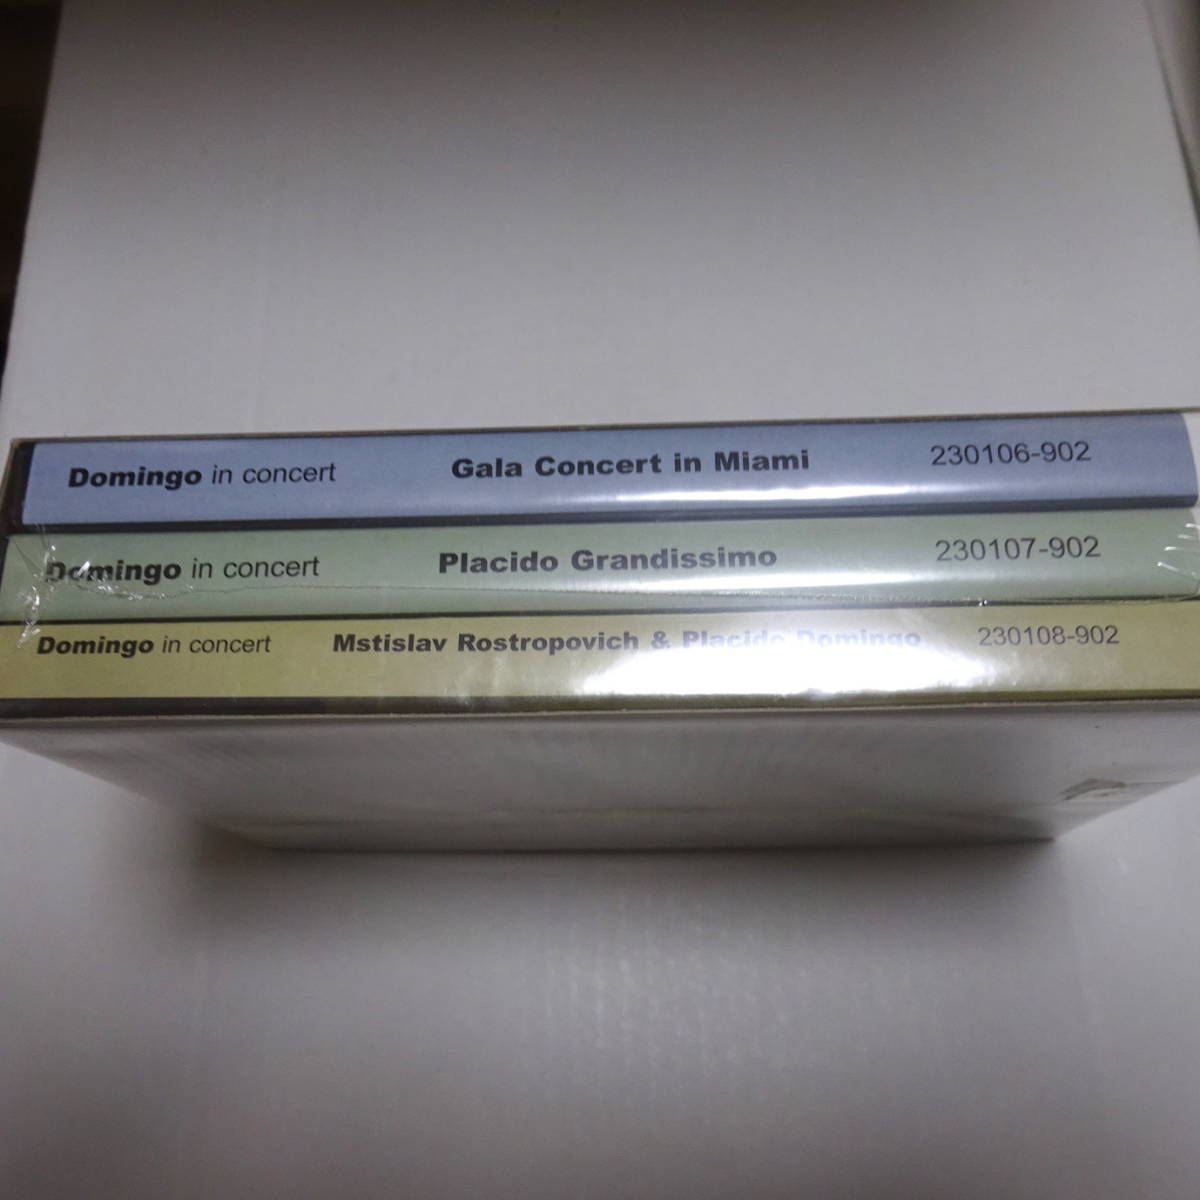 Domingo in concert Gala Concert in Miami 230106-902
Domingo in concert Placido Grandissimo 230107-902
Domingo in concert Mstislav Rostropovich & Placido Domingo 230108-902